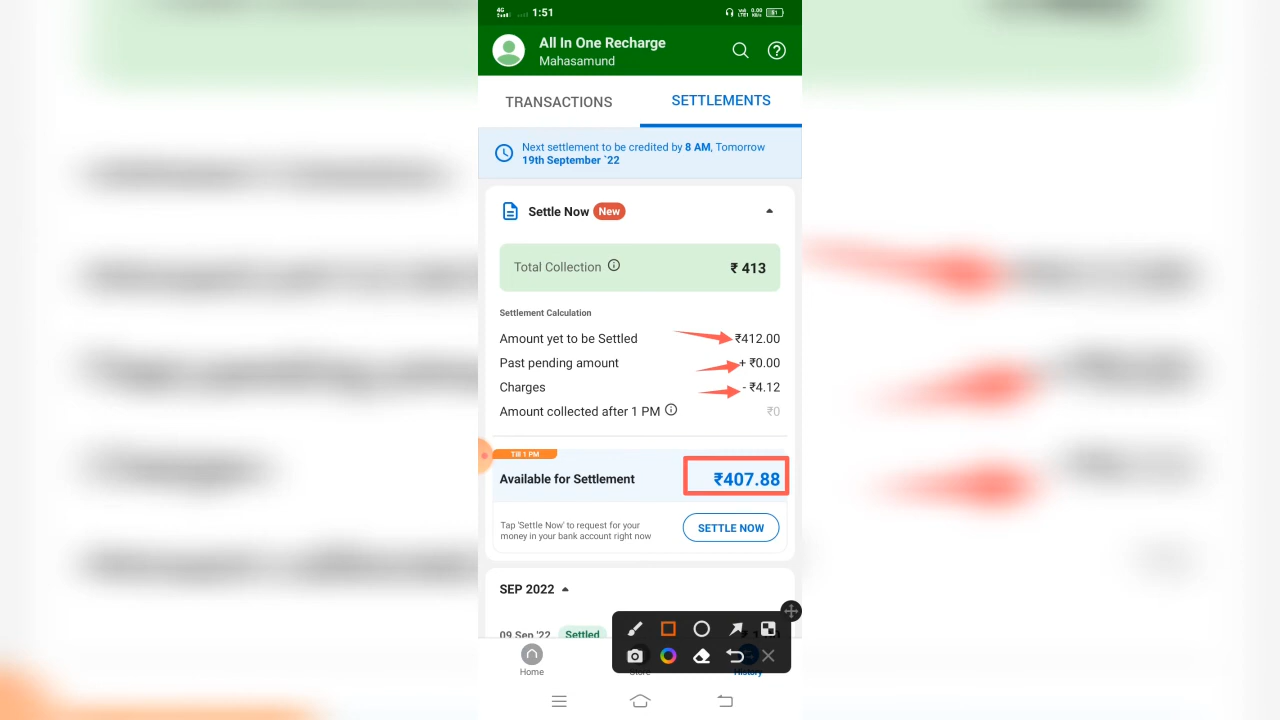 4G
1:51
51
All In One Recharge
Mahasamund
TRANSACTIONS
SETTLEMENTS
Next settlement to be credited by 8 AM, Tomorrow
19th September `22
Settle Now New
Total Collection
₹ 413
Settlement Calculation
Amount yet to be Settled
₹412.00
Past pending amount
+ ₹0.00
Charges
- ₹4.12
Amount collected after 1 PM
₹0
Till 1 PM
Available for Settlement
₹407.88
Tap 'Settle Now' to request for your
money in your bank account right now
SETTLE NOW
SEP 2022
09 Sep '22 Settled
Home
Store
History